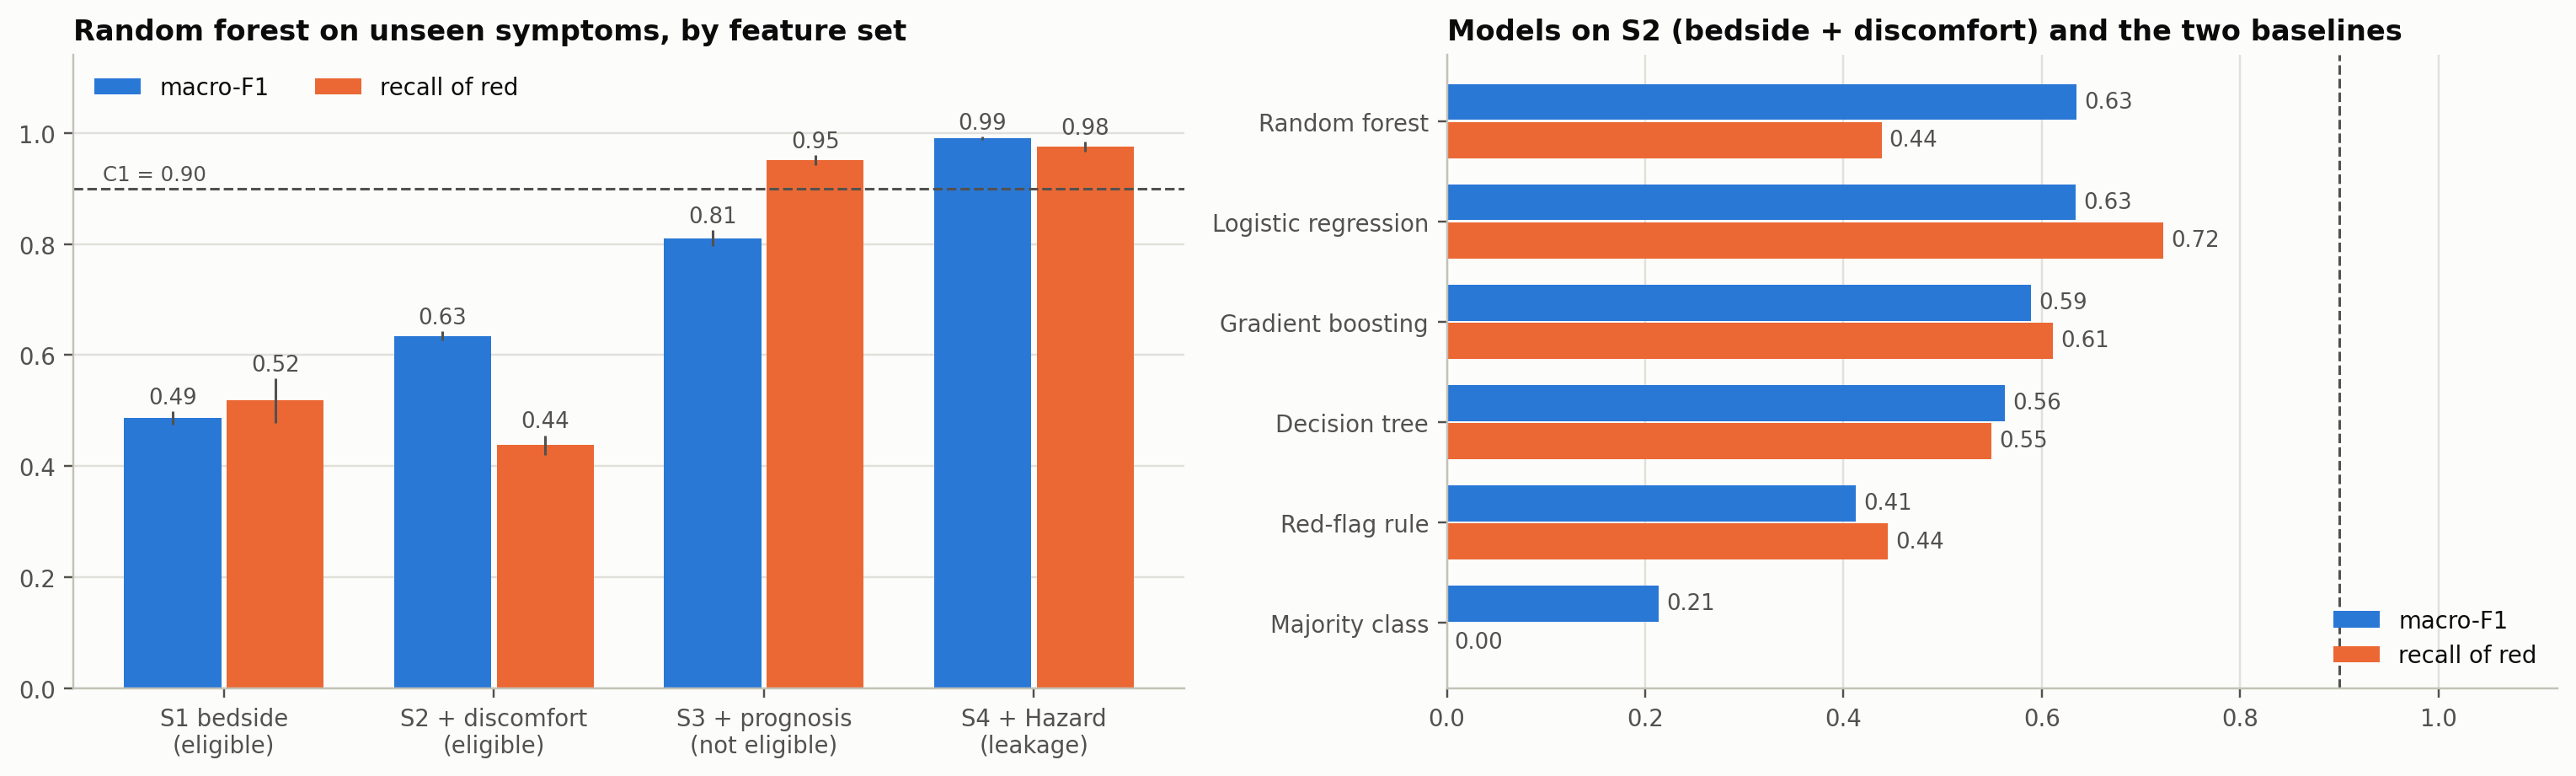 Random forest on unseen symptoms, by feature set
macro-F1
recall of red
1.0
0.8
0.6
0.4
0.2
0.0
C1 = 0.90
0.49
0.52
0.63
0.44
0.81
0.95
0.99
0.98
S1 bedside
(eligible)
S2 + discomfort
(eligible)
S3 + prognosis
(not eligible)
S4 + Hazard
(leakage)
Models on S2 (bedside + discomfort) and the two baselines
Random forest
0.63
0.44
Logistic regression
0.63
0.72
Gradient boosting
0.59
0.61
Decision tree
0.56
0.55
Red-flag rule
0.41
0.44
Majority class
0.21
0.00
macro-F1
recall of red
0.0
0.2
0.4
0.6
0.8
1.0